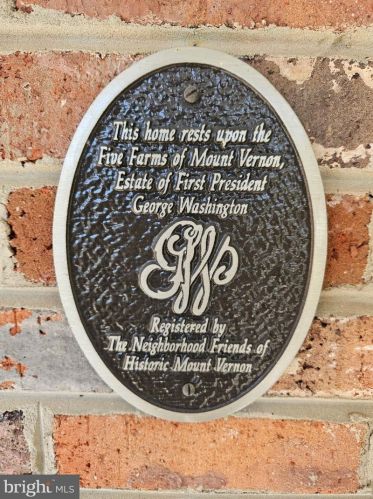 This home rests upon the
Five Farms of Mount Vernon,
Estate of First President
George Washington
GW
Registered by
The Neighborhood Friends of
Historic Mount Vernon
bright MLS